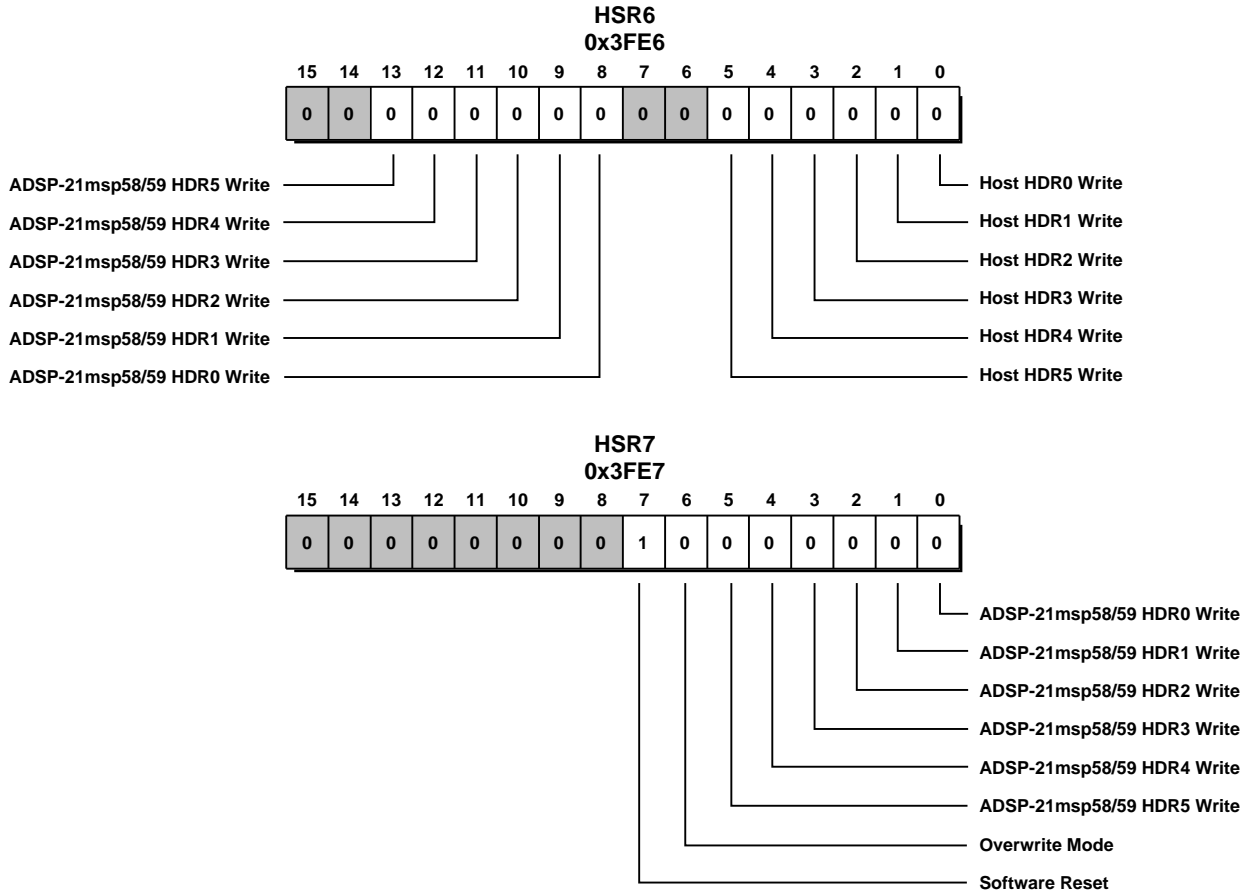 HSR6
0x3FE6
15 14 13 12 11 10 9 8 7 6 5 4 3 2 1 0
0 0 0 0 0 0 0 0 0 0 0 0 0 0 0 0
ADSP-21msp58/59 HDR5 Write
ADSP-21msp58/59 HDR4 Write
ADSP-21msp58/59 HDR3 Write
ADSP-21msp58/59 HDR2 Write
ADSP-21msp58/59 HDR1 Write
ADSP-21msp58/59 HDR0 Write
Host HDR0 Write
Host HDR1 Write
Host HDR2 Write
Host HDR3 Write
Host HDR4 Write
Host HDR5 Write
HSR7
0x3FE7
15 14 13 12 11 10 9 8 7 6 5 4 3 2 1 0
0 0 0 0 0 0 0 0 1 0 0 0 0 0 0 0
ADSP-21msp58/59 HDR0 Write
ADSP-21msp58/59 HDR1 Write
ADSP-21msp58/59 HDR2 Write
ADSP-21msp58/59 HDR3 Write
ADSP-21msp58/59 HDR4 Write
ADSP-21msp58/59 HDR5 Write
Overwrite Mode
Software Reset